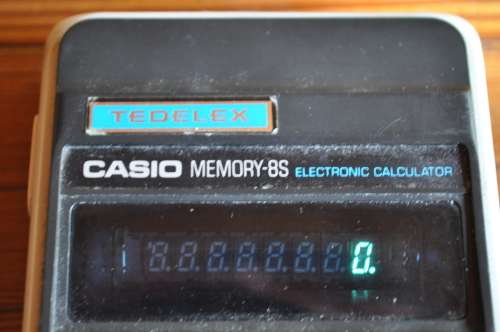 TEDELEX
CASIO MEMORY-8S ELECTRONIC CALCULATOR
0.